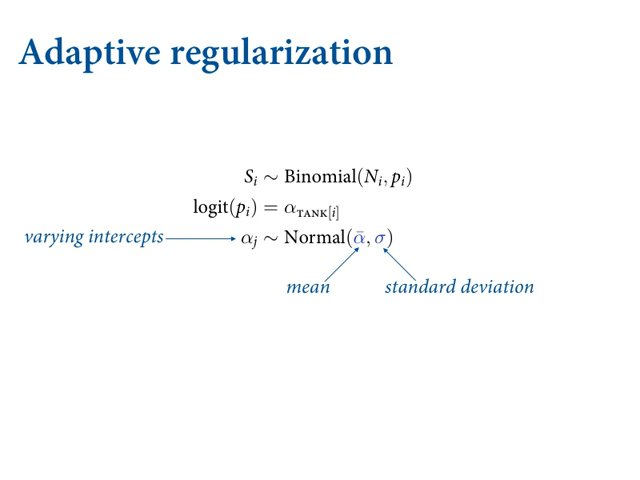 Adaptive regularization
Sᵢ ~ Binomial(Nᵢ, pᵢ)
logit(pᵢ) = α_TANK[i]
varying intercepts αⱼ ~ Normal(ᾱ, σ)
mean standard deviation